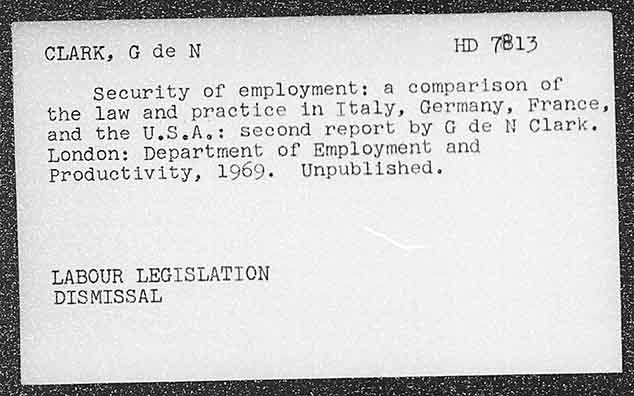 CLARK, G de N HD 7813
Security of employment: a comparison of
the law and practice in Italy, Germany, France,
and the U.S.A.: second report by G de N Clark.
London: Department of Employment and
Productivity, 1969. Unpublished.
LABOUR LEGISLATION
DISMISSAL